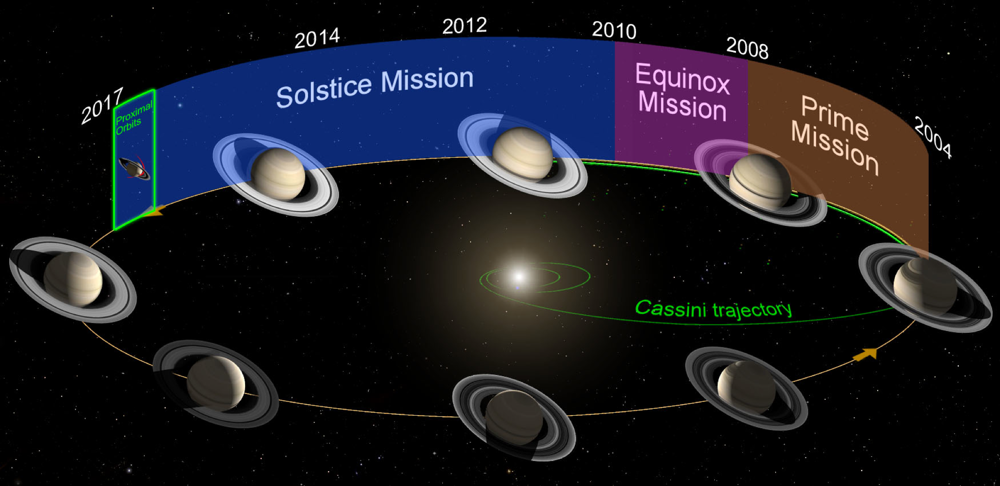 2017
2014
2012
2010
2008
2004
Proximal
Orbits
Solstice Mission
Equinox
Mission
Prime
Mission
Cassini trajectory